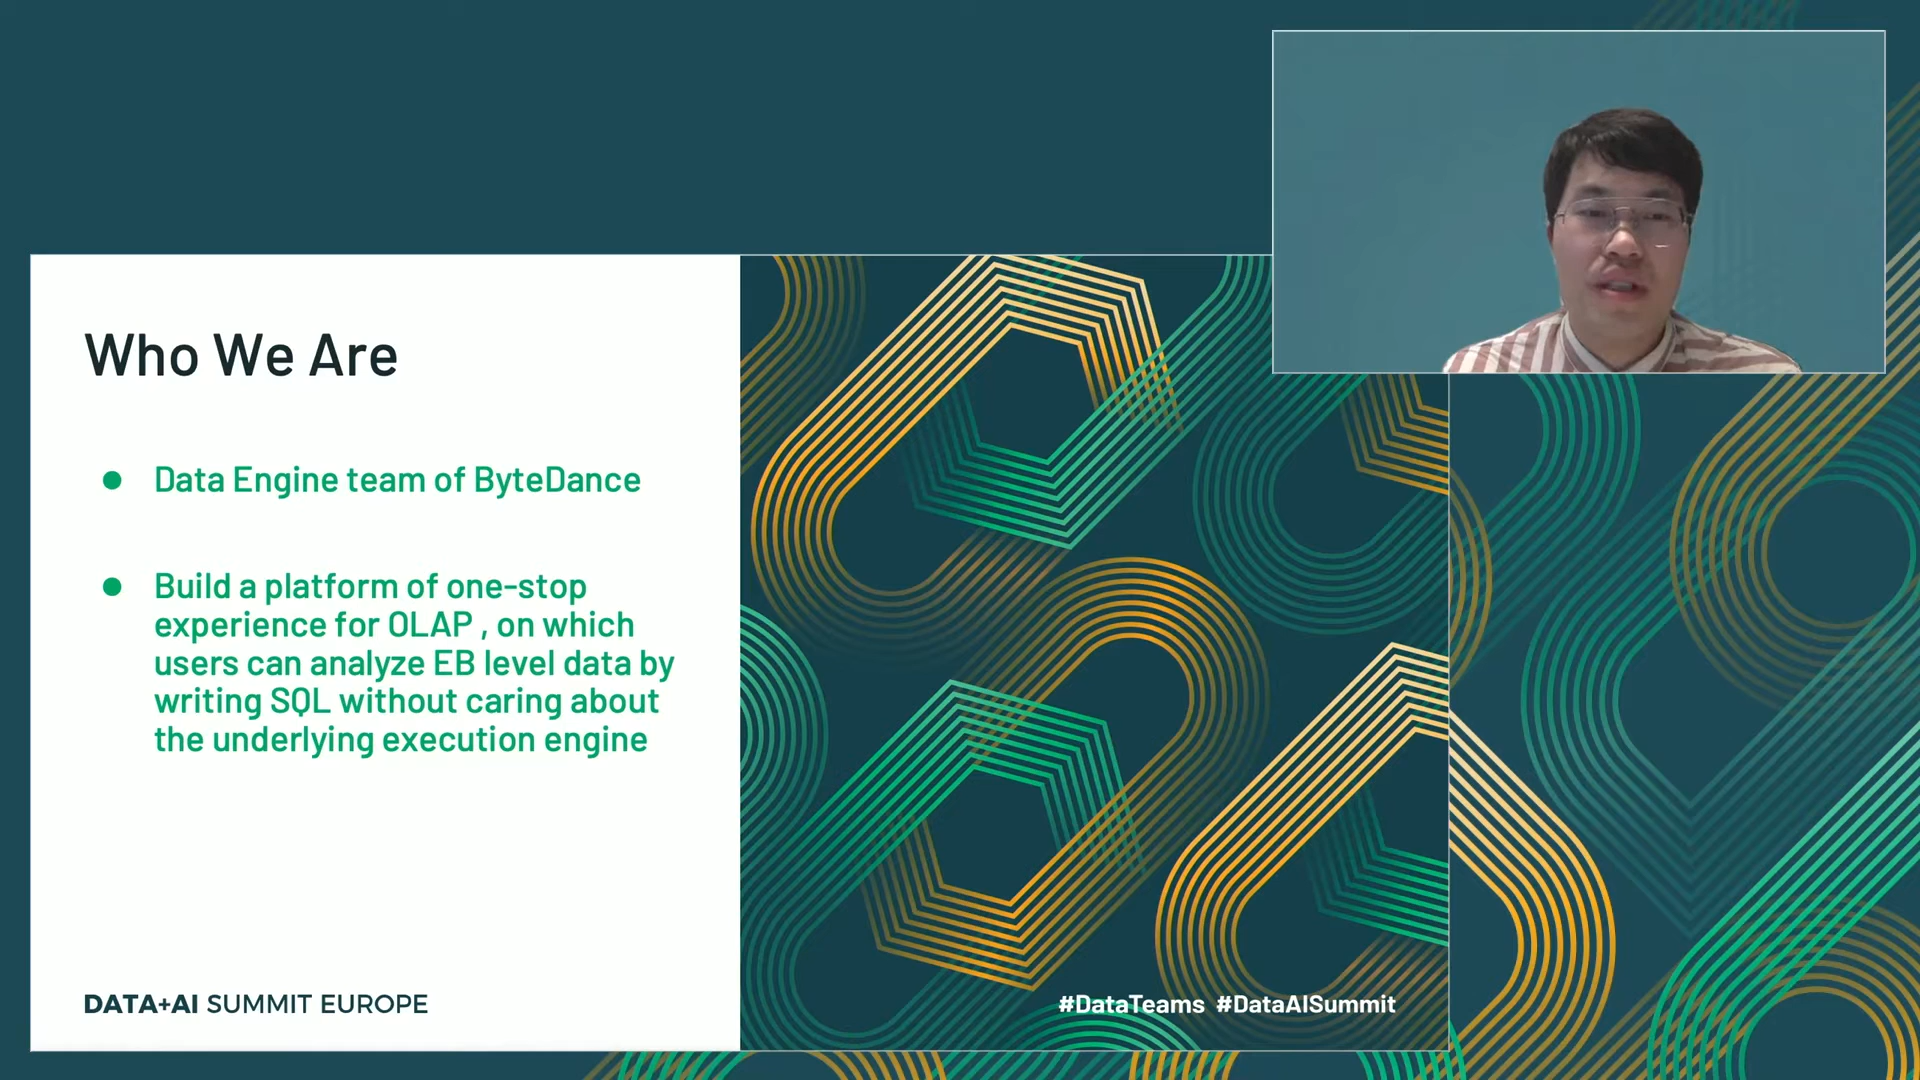 Who We Are
Data Engine team of ByteDance
Build a platform of one-stop
experience for OLAP , on which
users can analyze EB level data by
writing SQL without caring about
the underlying execution engine
DATA+AI SUMMIT EUROPE
#DataTeams #DataAISummit